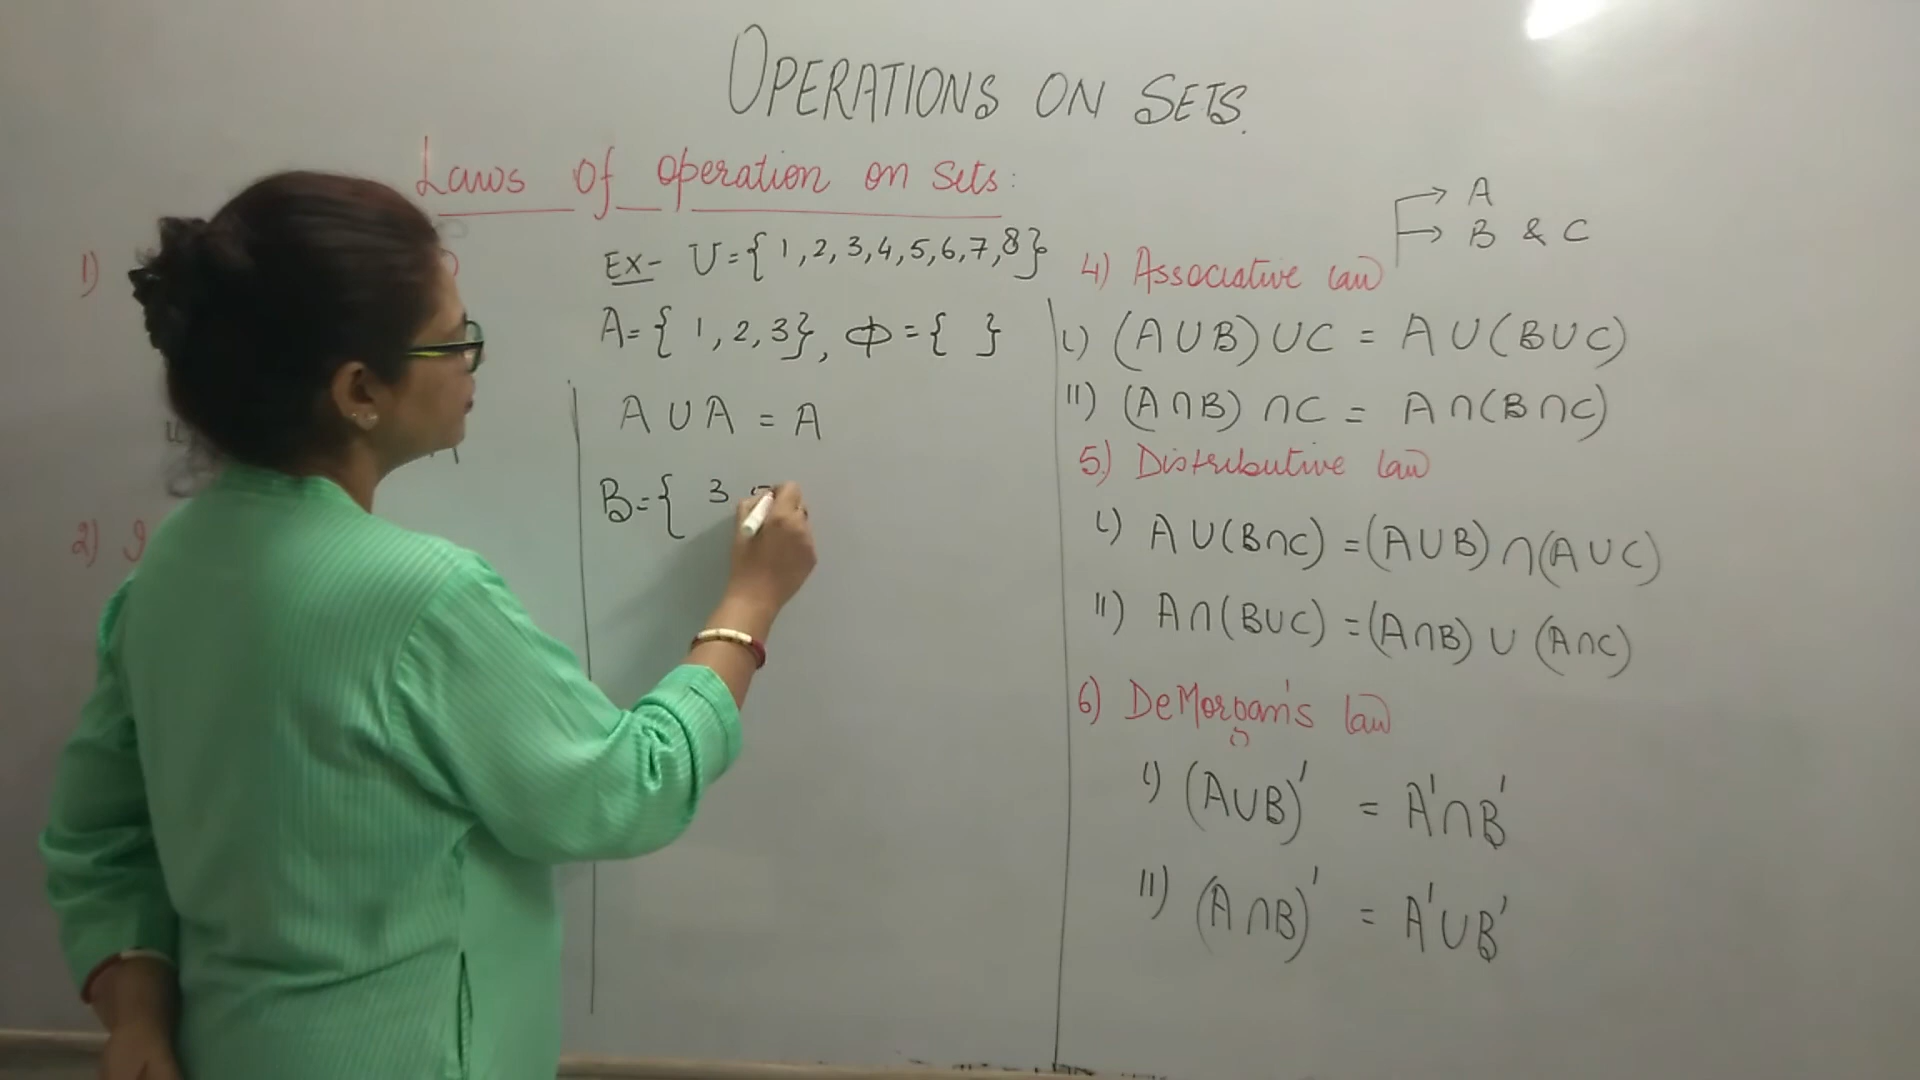 OPERATIONS ON SETS.
Laws of operation on sets:
1)
2)
Ex- U={1,2,3,4,5,6,7,8}
A={1,2,3}, Φ={ }
A∪A = A
B={ 3
→ A
→ B & C
4) Associative law
i) (A∪B)∪C = A∪(B∪C)
ii) (A∩B)∩C = A∩(B∩C)
5) Distributive law
i) A∪(B∩C) =(A∪B)∩(A∪C)
ii) A∩(B∪C) =(A∩B)∪(A∩C)
6) DeMorgan's law
i) (A∪B)' = A'∩B'
ii) (A∩B)' = A'∪B'